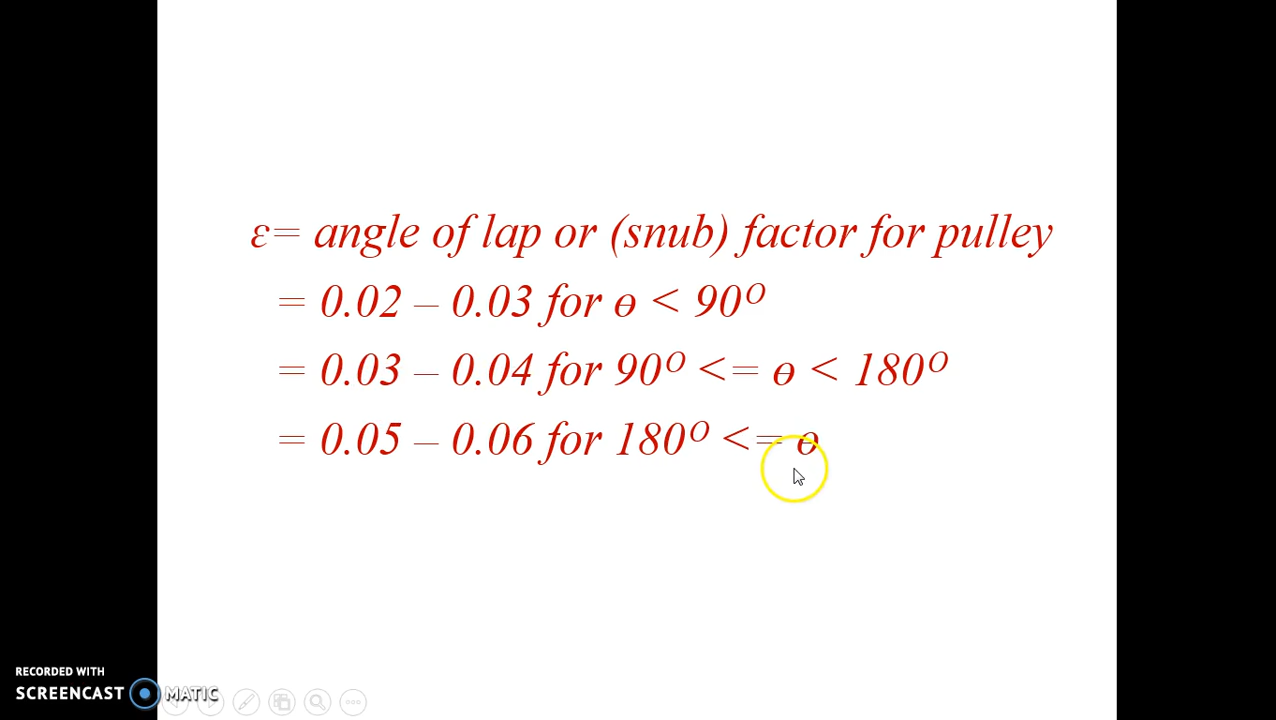 ε= angle of lap or (snub) factor for pulley
= 0.02 – 0.03 for ɵ < 90⁰
= 0.03 – 0.04 for 90⁰ <= ɵ < 180⁰
= 0.05 – 0.06 for 180⁰ <= ɵ
RECORDED WITH
SCREENCAST MATIC